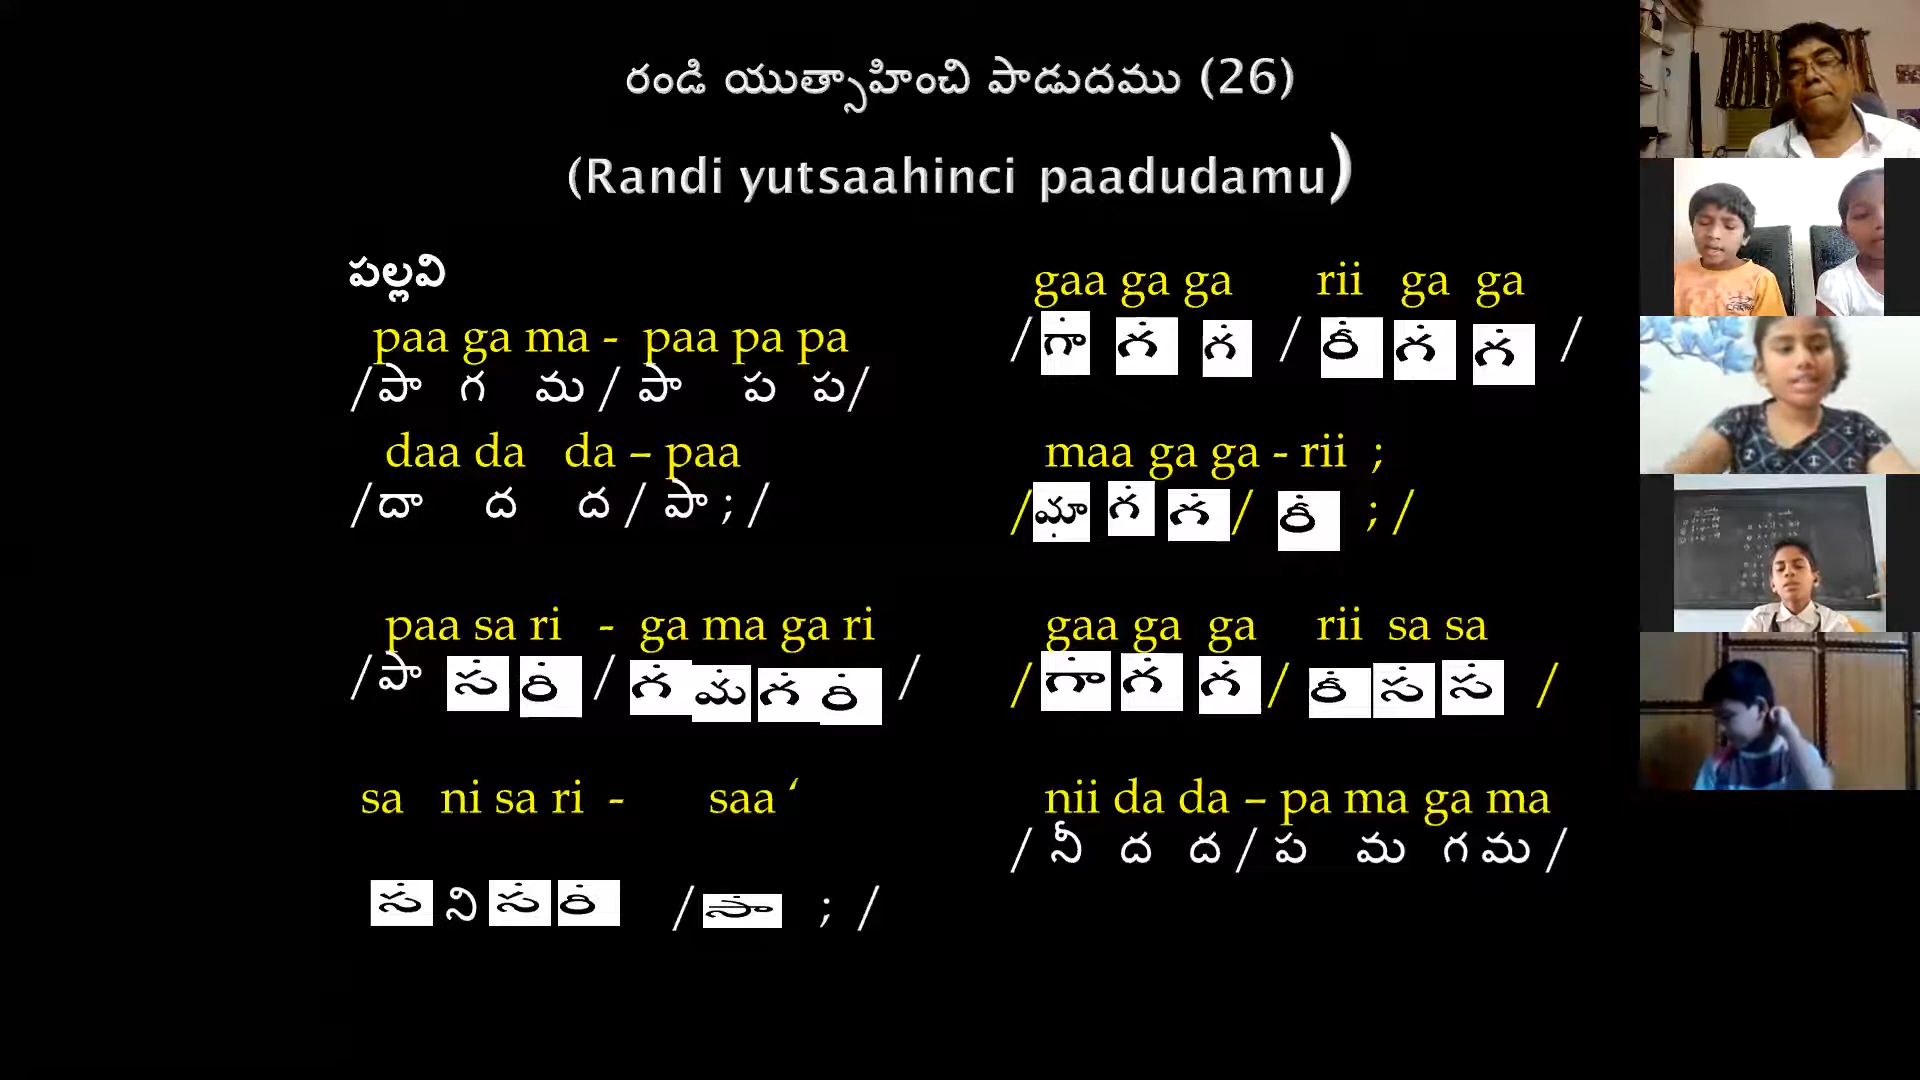 రండి యుత్సాహించి పాడుదము (26)
(Randi yutsaahinci paadudamu)
పల్లవి
paa ga ma - paa pa pa
/పా గ మ / పా ప ప/
daa da da – paa
/దా ద ద / పా ; /
paa sa ri - ga ma ga ri
/పా సં రిં / గં మં గం రిં /
sa ni sa ri - saa ‘
సં ని సં రిં / సાં ; /
gaa ga ga rii ga ga
/ గాં గં గં / రీં గં గం /
maa ga ga - rii ;
/మాં గં గં / రీં ; /
gaa ga ga rii sa sa
/ గాં గం గం / రీం సం సం /
nii da da – pa ma ga ma
/ నీ ద ద / ప మ గ మ /